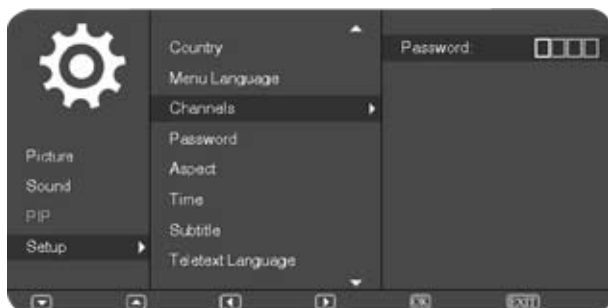 Picture
Sound
PIP
Setup
Country
Menu Language
Channels
Password
Aspect
Time
Subtitle
Teletext Language
Password:
OK
EXIT